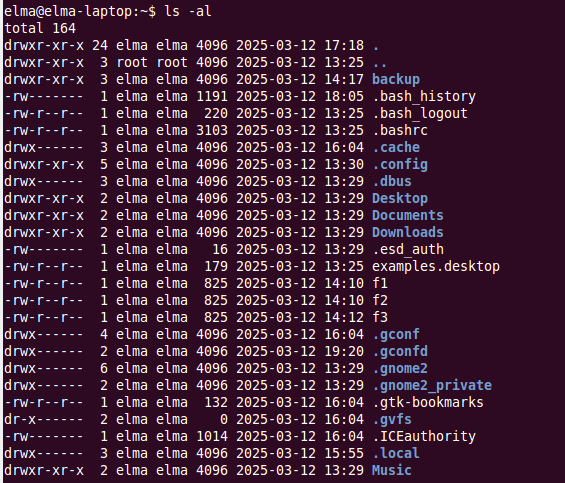 elma@elma-laptop:~$ ls -al
total 164
drwxr-xr-x 24 elma elma 4096 2025-03-12 17:18 .
drwxr-xr-x  3 root root 4096 2025-03-12 13:25 ..
drwxr-xr-x  3 elma elma 4096 2025-03-12 14:17 backup
-rw-------  1 elma elma 1191 2025-03-12 18:05 .bash_history
-rw-r--r--  1 elma elma  220 2025-03-12 13:25 .bash_logout
-rw-r--r--  1 elma elma 3103 2025-03-12 13:25 .bashrc
drwx------  3 elma elma 4096 2025-03-12 16:04 .cache
drwxr-xr-x  5 elma elma 4096 2025-03-12 13:30 .config
drwx------  3 elma elma 4096 2025-03-12 13:29 .dbus
drwxr-xr-x  2 elma elma 4096 2025-03-12 13:29 Desktop
drwxr-xr-x  2 elma elma 4096 2025-03-12 13:29 Documents
drwxr-xr-x  2 elma elma 4096 2025-03-12 13:29 Downloads
-rw-------  1 elma elma   16 2025-03-12 13:29 .esd_auth
-rw-r--r--  1 elma elma  179 2025-03-12 13:25 examples.desktop
-rw-r--r--  1 elma elma  825 2025-03-12 14:10 f1
-rw-r--r--  1 elma elma  825 2025-03-12 14:10 f2
-rw-r--r--  1 elma elma  825 2025-03-12 14:12 f3
drwx------  4 elma elma 4096 2025-03-12 16:04 .gconf
drwx------  2 elma elma 4096 2025-03-12 19:20 .gconfd
drwx------  6 elma elma 4096 2025-03-12 13:29 .gnome2
drwx------  2 elma elma 4096 2025-03-12 13:29 .gnome2_private
-rw-r--r--  1 elma elma  132 2025-03-12 16:04 .gtk-bookmarks
dr-x------  2 elma elma    0 2025-03-12 16:04 .gvfs
-rw-------  1 elma elma 1014 2025-03-12 16:04 .ICEauthority
drwx------  3 elma elma 4096 2025-03-12 15:55 .local
drwxr-xr-x  2 elma elma 4096 2025-03-12 13:29 Music